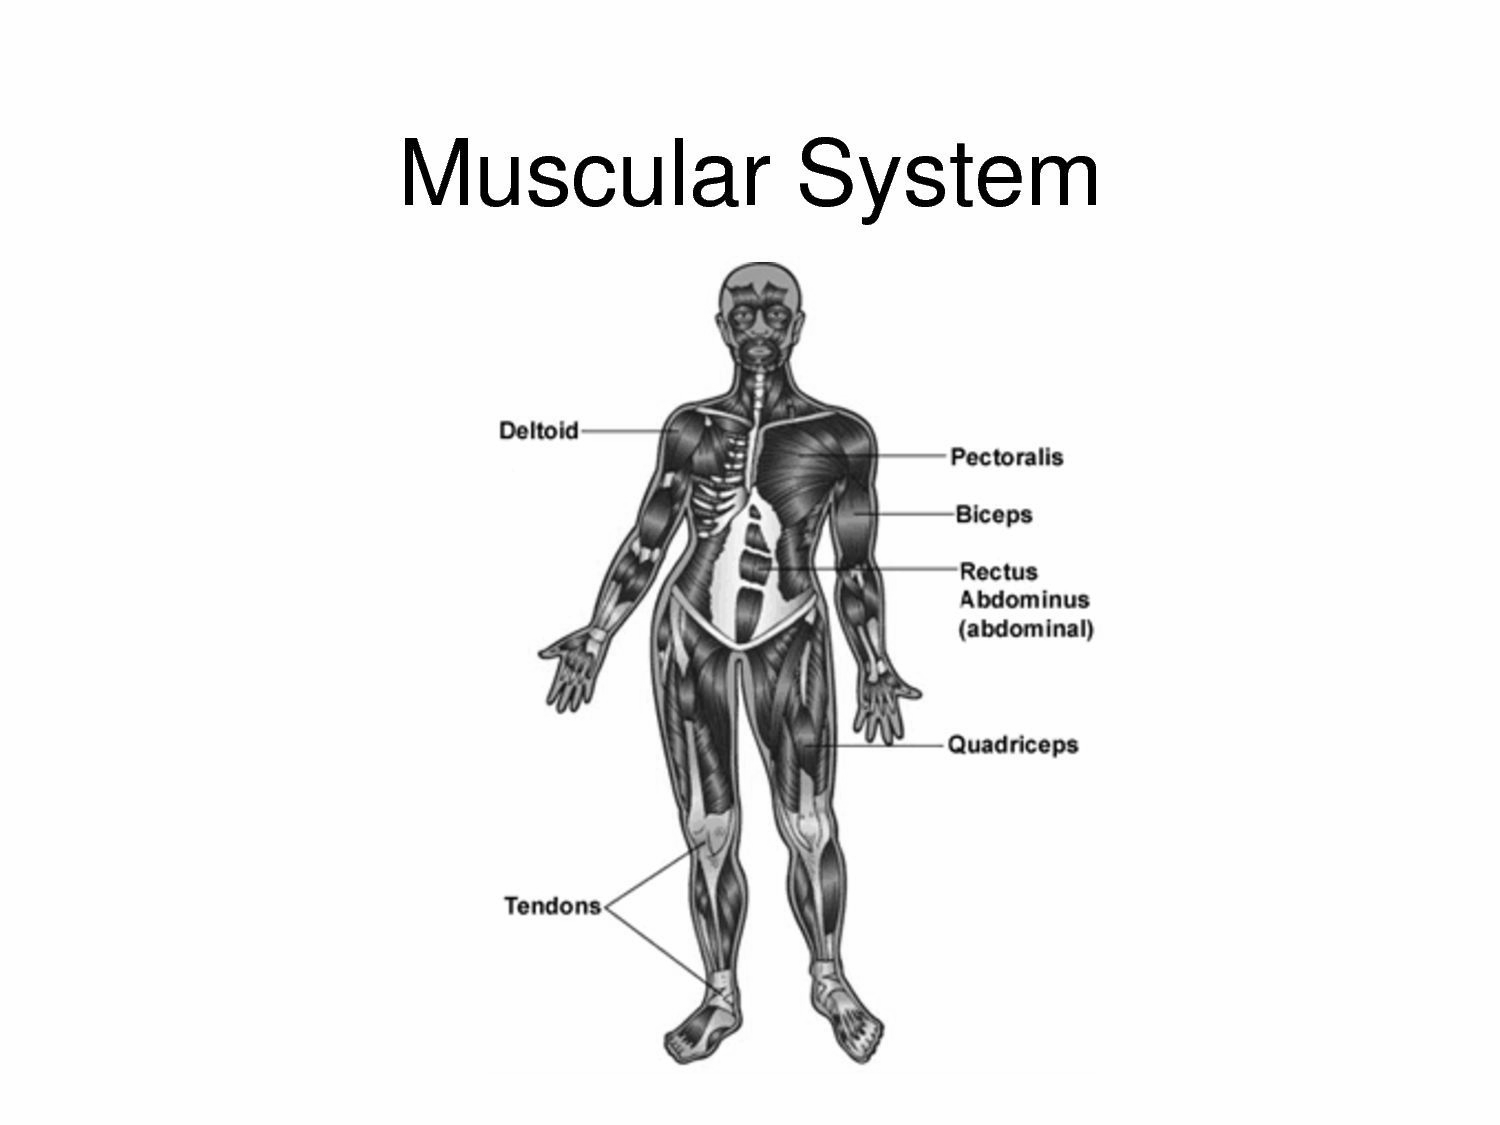 Muscular System
Deltoid
Pectoralis
Biceps
Rectus
Abdominus
(abdominal)
Quadriceps
Tendons